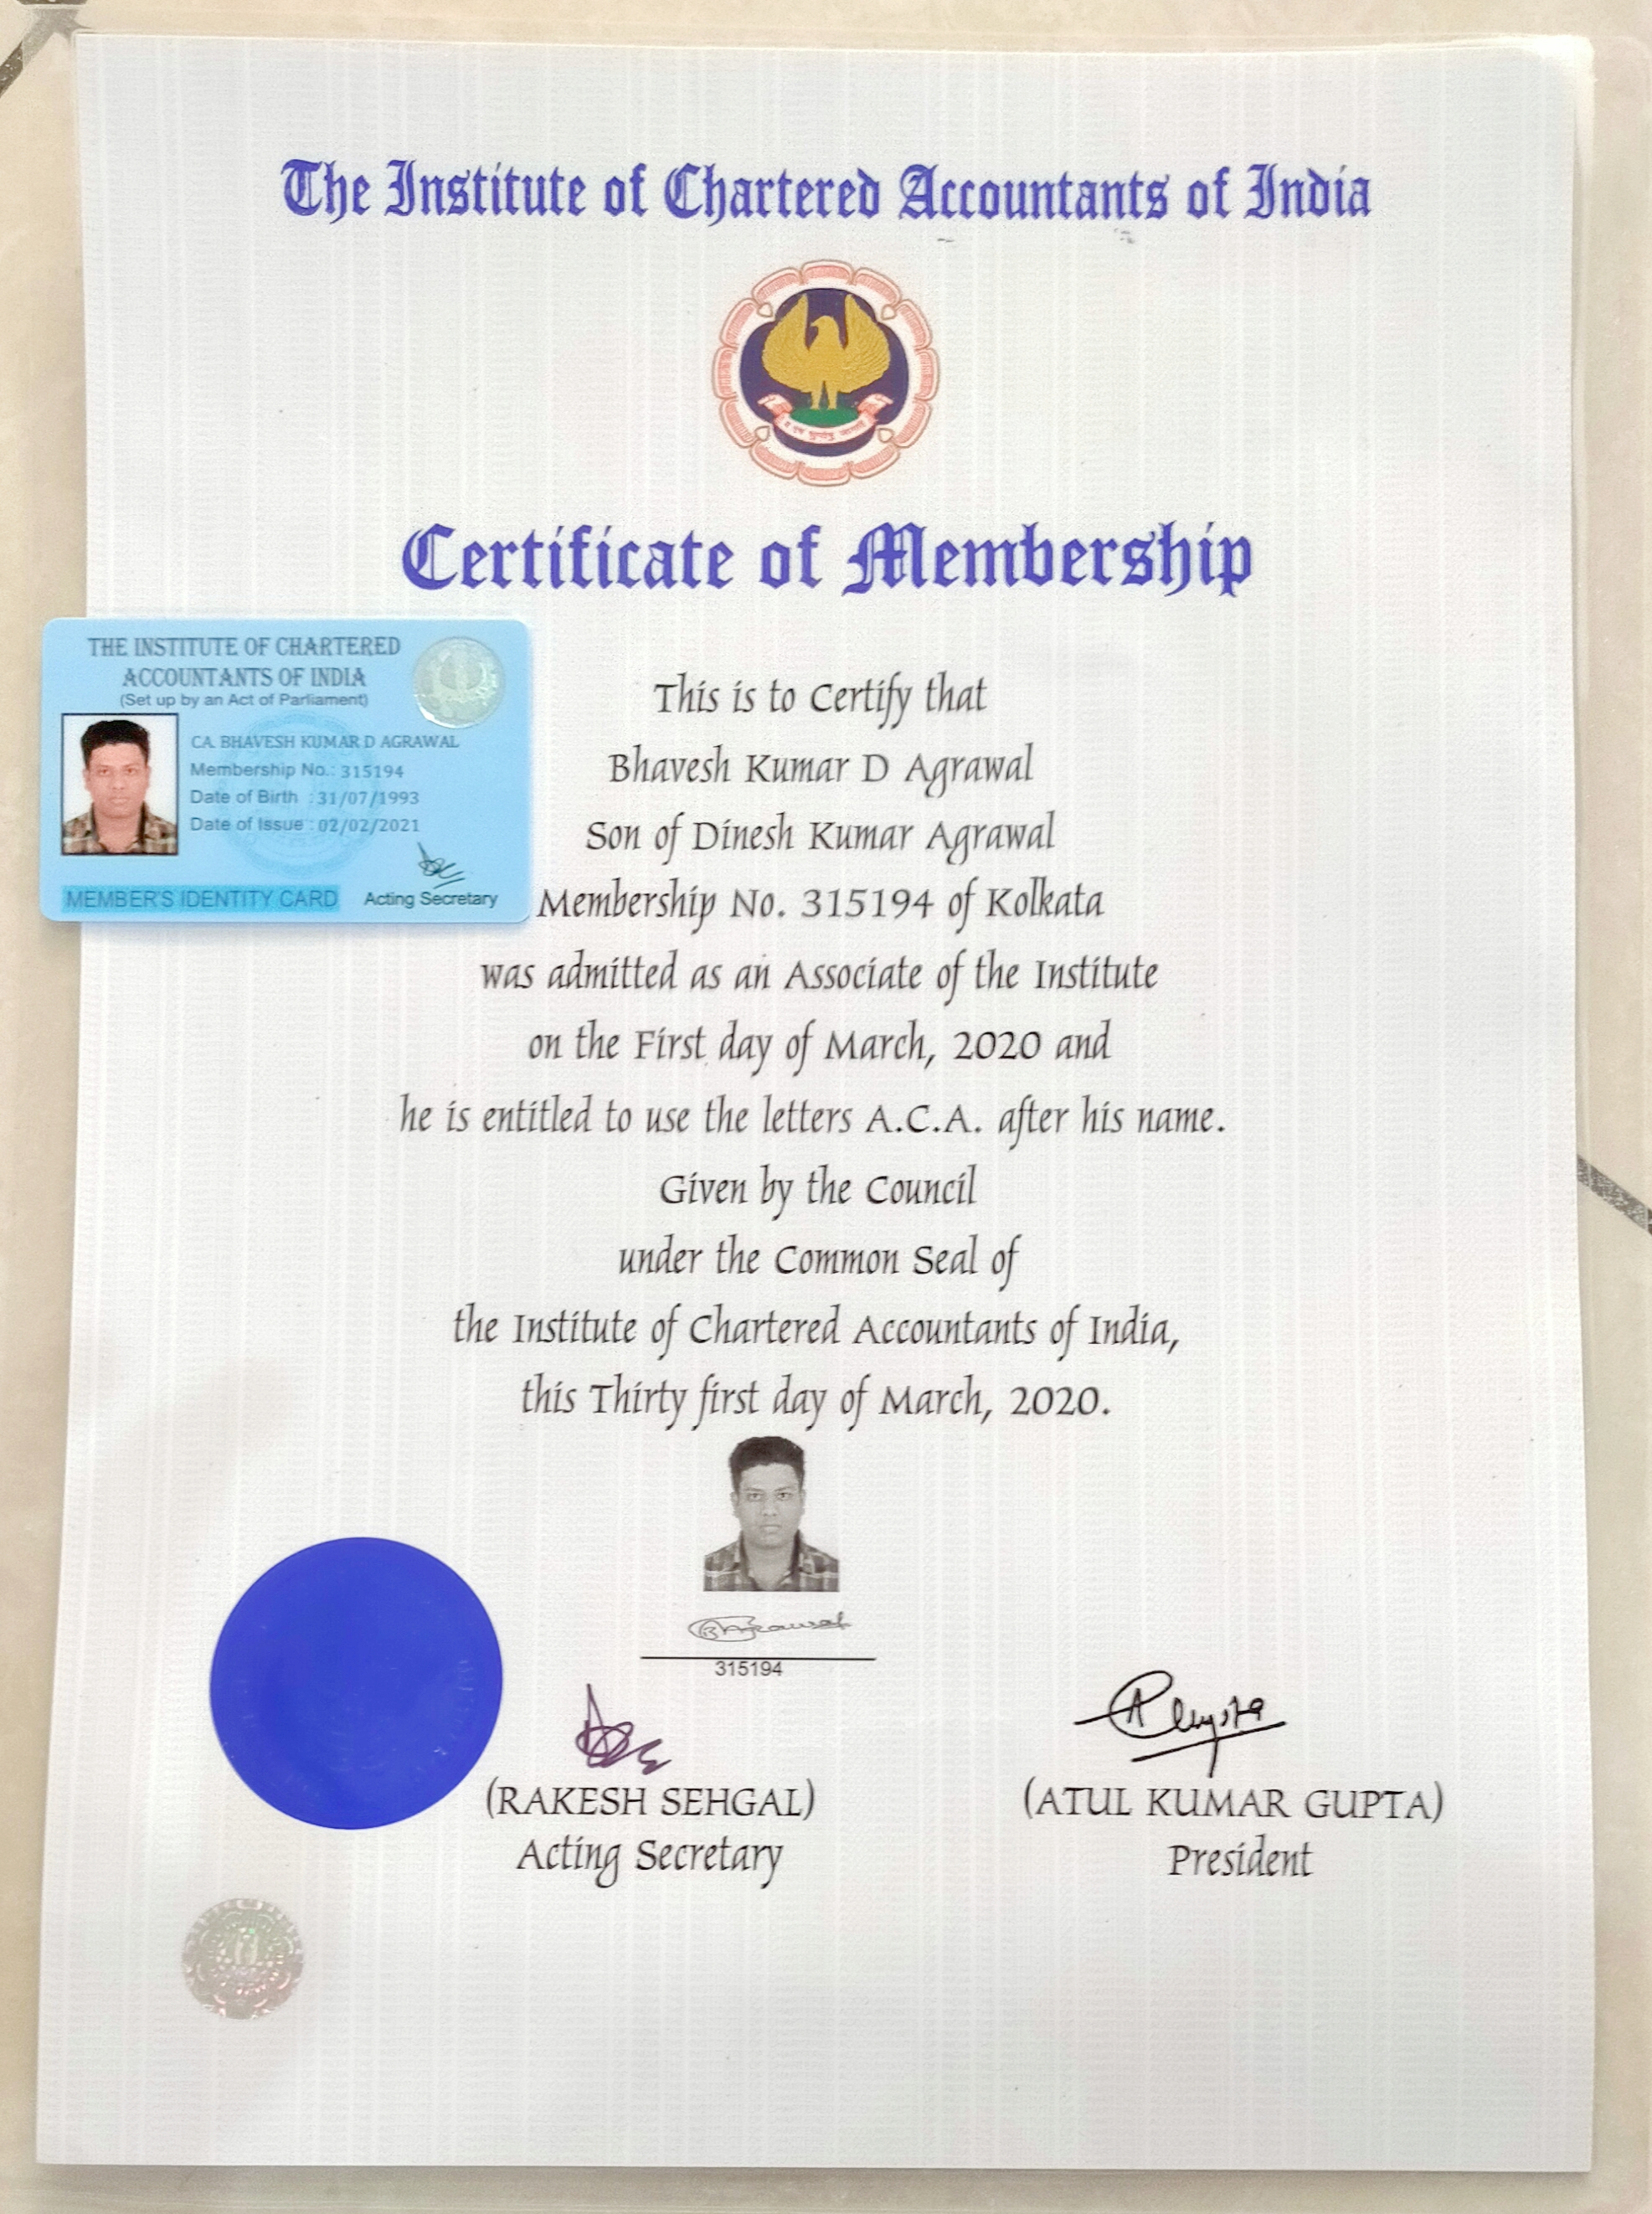 The Institute of Chartered Accountants of India
Certificate of Membership
THE INSTITUTE OF CHARTERED
ACCOUNTANTS OF INDIA
(Set up by an Act of Parliament)
CA. BHAVESH KUMAR D AGRAWAL
Membership No.: 315194
Date of Birth : 31/07/1993
Date of Issue : 02/02/2021
MEMBER'S IDENTITY CARD
Acting Secretary
This is to Certify that
Bhavesh Kumar D Agrawal
Son of Dinesh Kumar Agrawal
Membership No. 315194 of Kolkata
was admitted as an Associate of the Institute
on the First day of March, 2020 and
he is entitled to use the letters A.C.A. after his name.
Given by the Council
under the Common Seal of
the Institute of Chartered Accountants of India,
this Thirty first day of March, 2020.
315194
(RAKESH SEHGAL)
Acting Secretary
(ATUL KUMAR GUPTA)
President